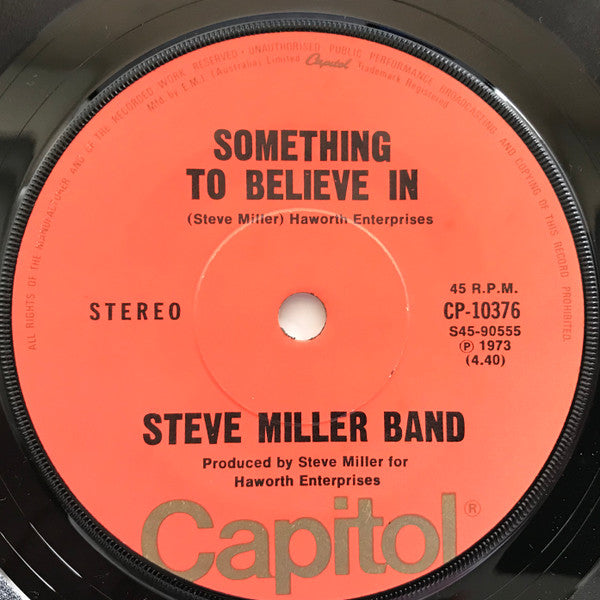 ALL RIGHTS OF THE MANUFACTURER AND OF THE RECORDED WORK RESERVED • UNAUTHORISED PUBLIC PERFORMANCE BROADCASTING AND COPYING OF THIS RECORD PROHIBITED.
Mfd by E.M.I. (Australia) Limited Capitol Trademark Registered
SOMETHING
TO BELIEVE IN
(Steve Miller) Haworth Enterprises
STEREO
45 R.P.M.
CP-10376
S45-90555
Ⓟ 1973
(4.40)
STEVE MILLER BAND
Produced by Steve Miller for
Haworth Enterprises
Capitol®